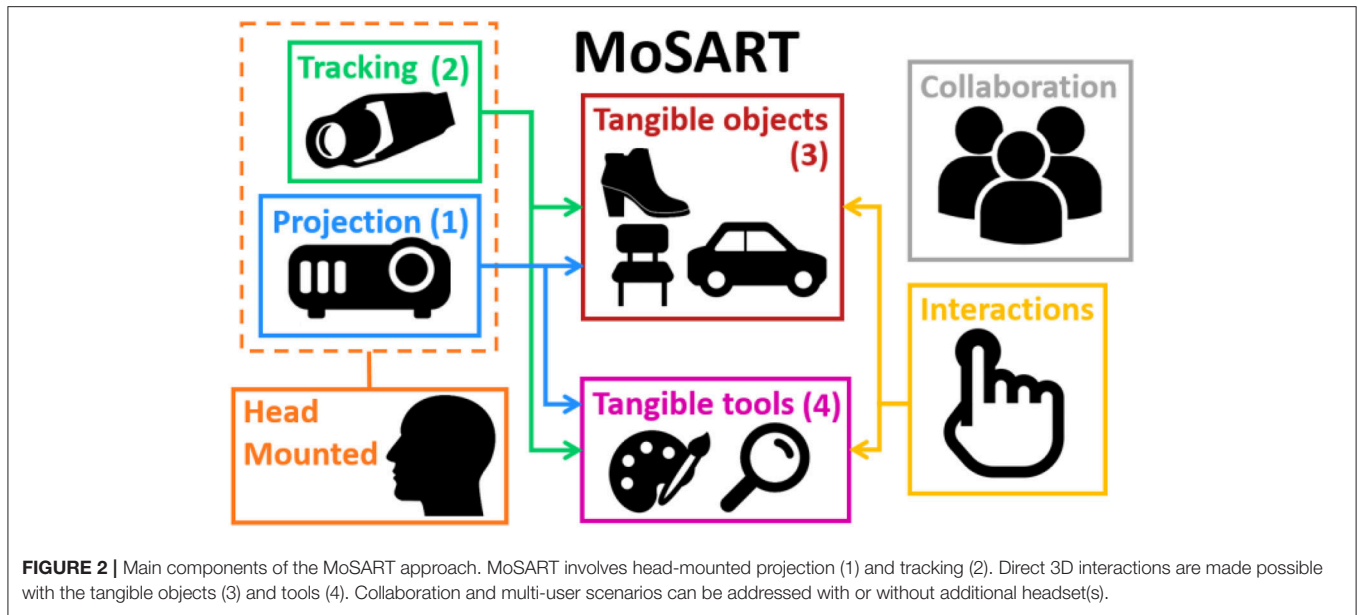 MoSART
Tracking (2)
Projection (1)
Head
Mounted
Tangible objects
(3)
Tangible tools (4)
Collaboration
Interactions
FIGURE 2 | Main components of the MoSART approach. MoSART involves head-mounted projection (1) and tracking (2). Direct 3D interactions are made possible
with the tangible objects (3) and tools (4). Collaboration and multi-user scenarios can be addressed with or without additional headset(s).